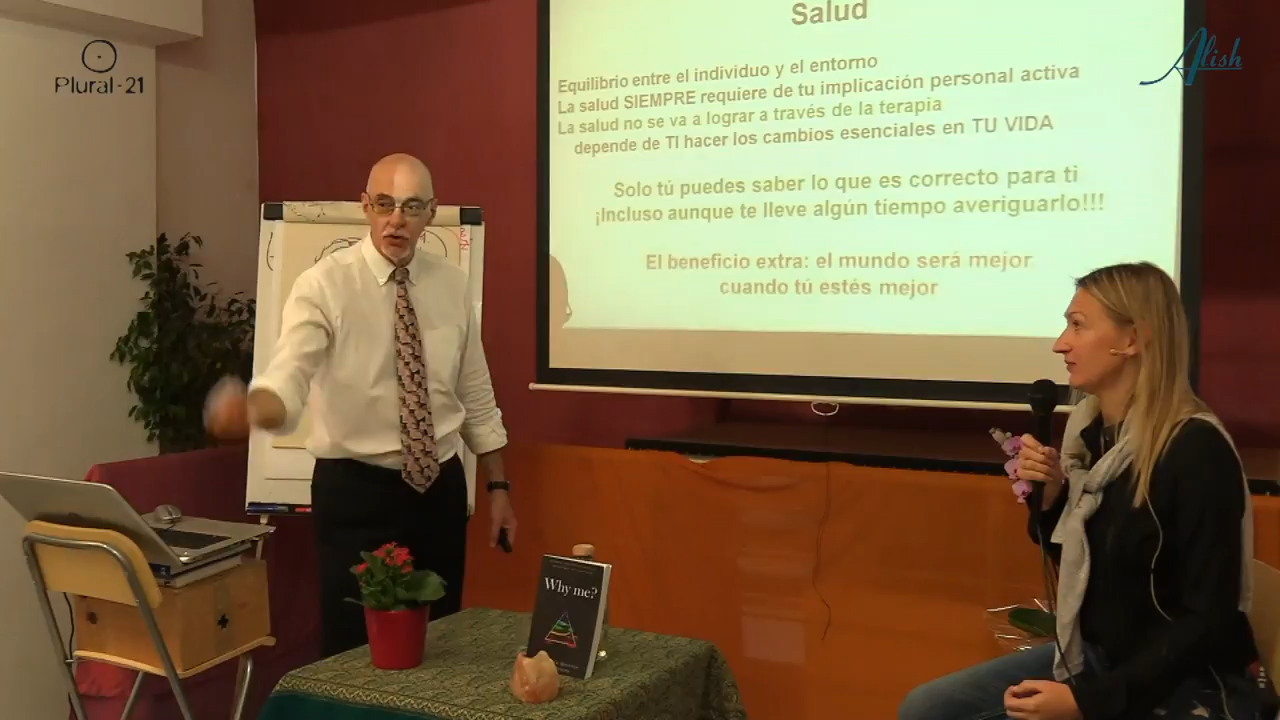 Plural-21
Alish
Salud
Equilibrio entre el individuo y el entorno
La salud SIEMPRE requiere de tu implicación personal activa
La salud no se va a lograr a través de la terapia
depende de TI hacer los cambios esenciales en TU VIDA
Solo tú puedes saber lo que es correcto para ti
¡Incluso aunque te lleve algún tiempo averiguarlo!!!
El beneficio extra: el mundo será mejor
cuando tú estés mejor
Why me?